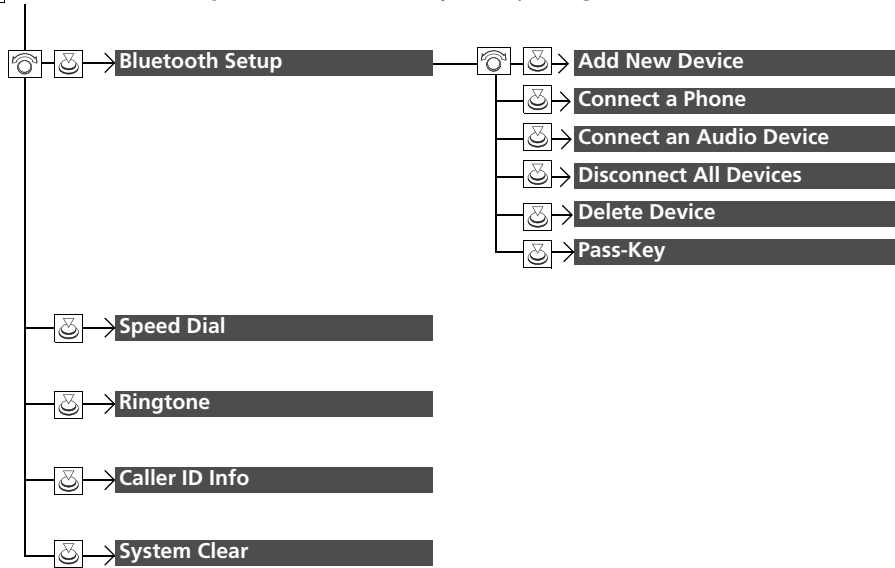 Bluetooth Setup
Add New Device
Connect a Phone
Connect an Audio Device
Disconnect All Devices
Delete Device
Pass-Key
Speed Dial
Ringtone
Caller ID Info
System Clear